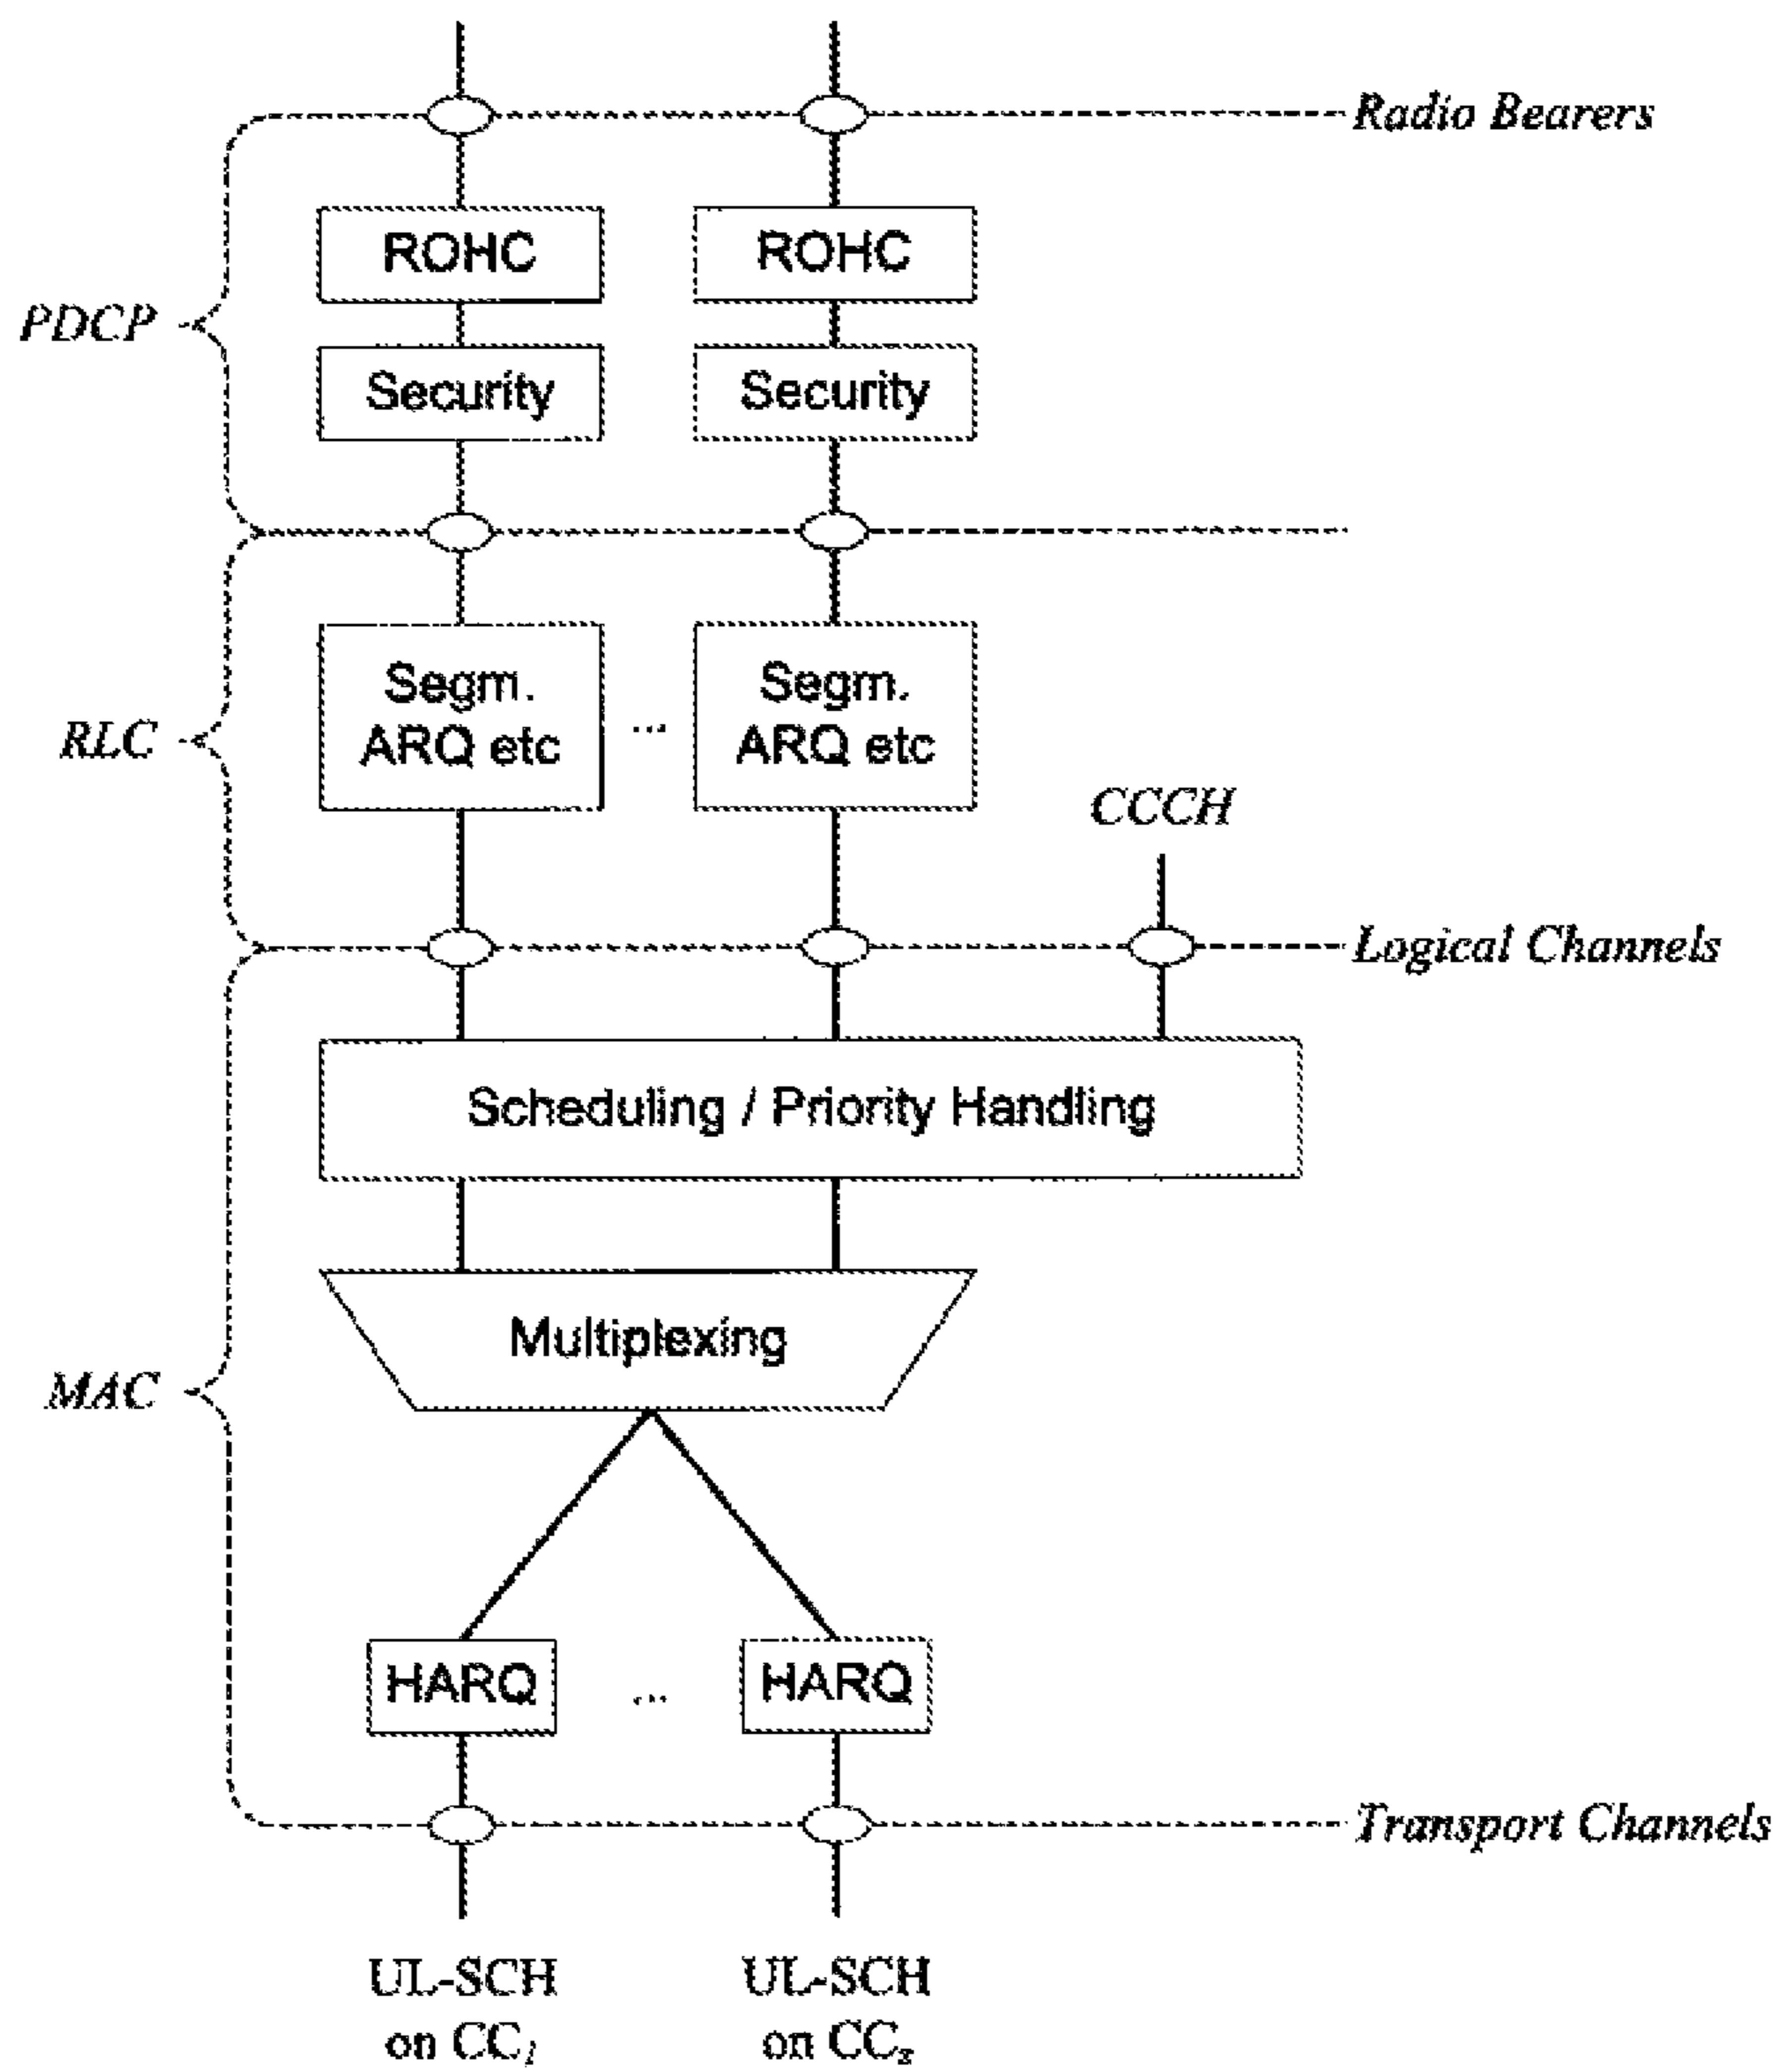 Radio Bearers
ROHC ROHC
PDCP
Security Security
Segm. Segm.
ARQ etc ... ARQ etc
RLC
CCCH
Logical Channels
Scheduling / Priority Handling
Multiplexing
MAC
HARQ ... HARQ
Transport Channels
UL-SCH UL-SCH
on CC1 on CCz